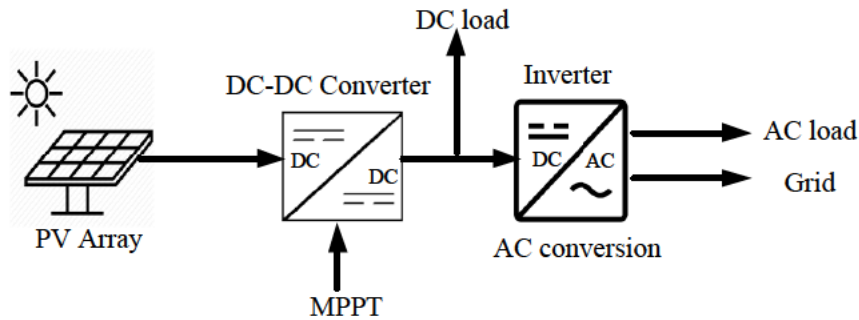 DC load
DC-DC Converter
Inverter
DC
DC
DC
AC
AC load
Grid
PV Array
AC conversion
MPPT